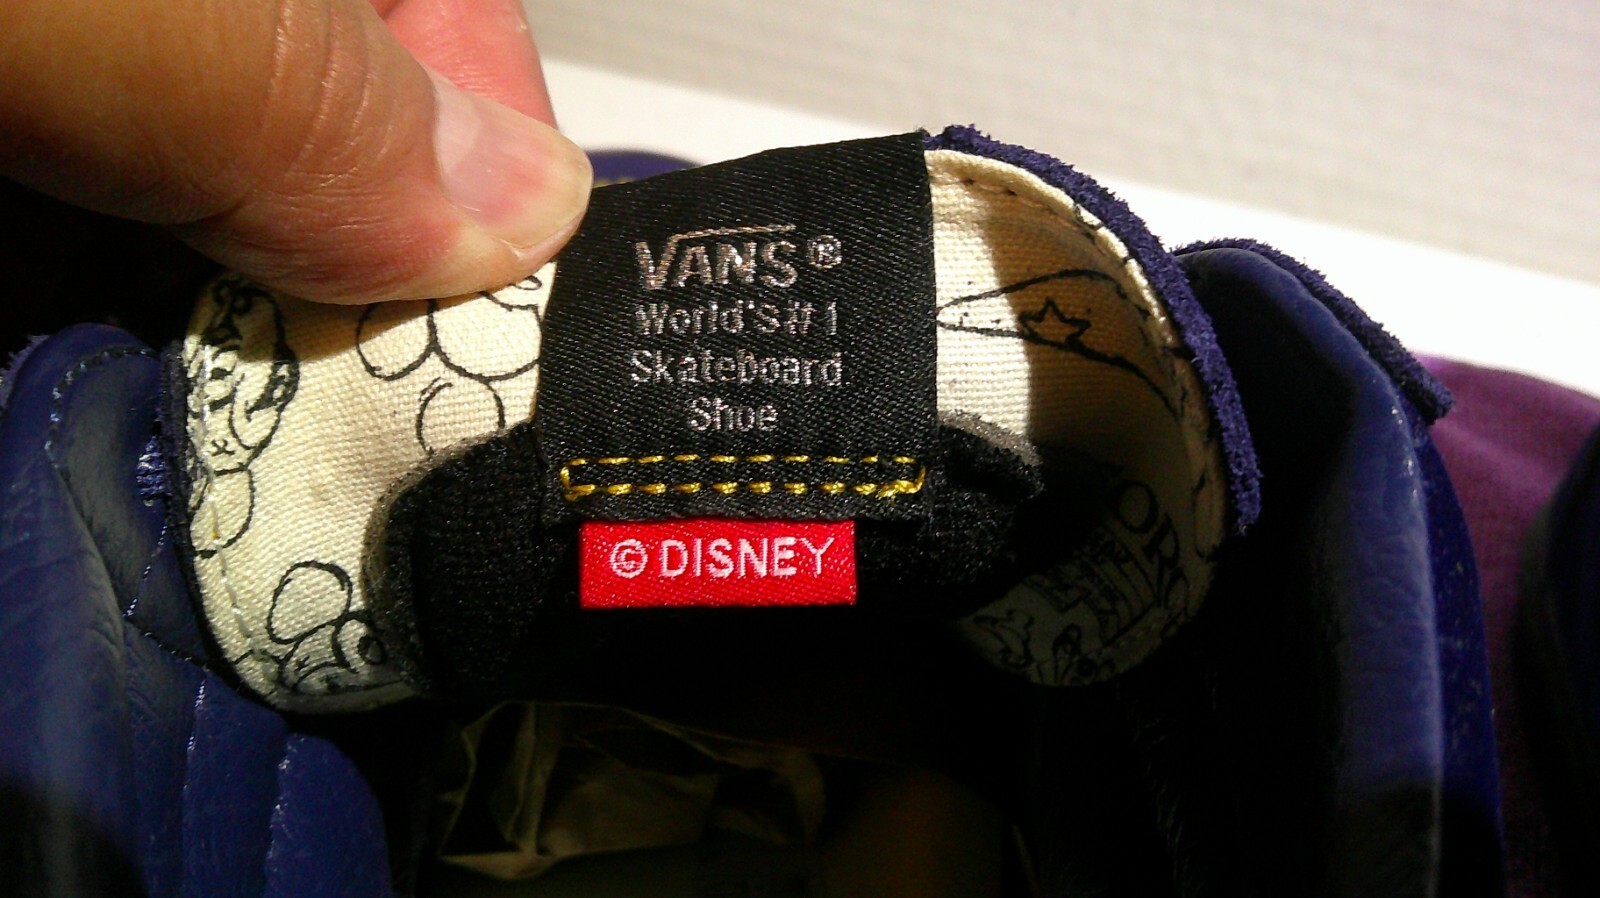 VANS®
World's #1
Skateboard
Shoe
© DISNEY